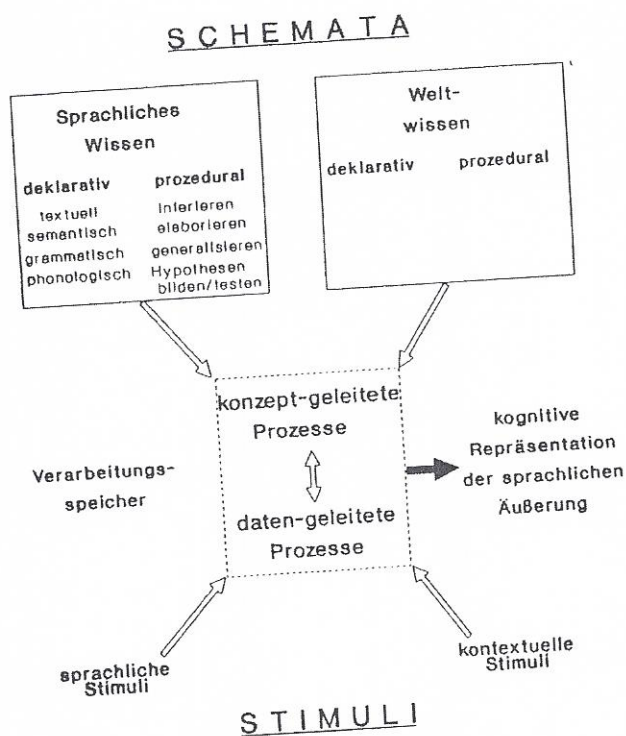 SCHEMATA
Sprachliches
Wissen
deklarativ prozedural
textuell Inferieren
semantisch elaborieren
grammatisch generalisieren
phonologisch Hypothesen
bilden/testen
Welt-
wissen
deklarativ prozedural
konzept-geleitete
Prozesse
daten-geleitete
Prozesse
Verarbeitungs-
speicher
kognitive
Repräsentation
der sprachlichen
Äußerung
sprachliche
Stimuli
kontextuelle
Stimuli
STIMULI